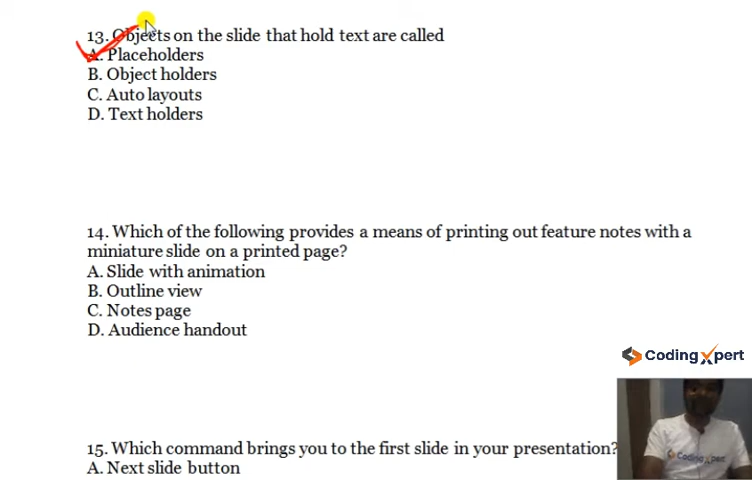 13. Objects on the slide that hold text are called
A. Placeholders
B. Object holders
C. Auto layouts
D. Text holders
14. Which of the following provides a means of printing out feature notes with a
miniature slide on a printed page?
A. Slide with animation
B. Outline view
C. Notes page
D. Audience handout
Coding Xpert
15. Which command brings you to the first slide in your presentation?
A. Next slide button
Coding Xpert